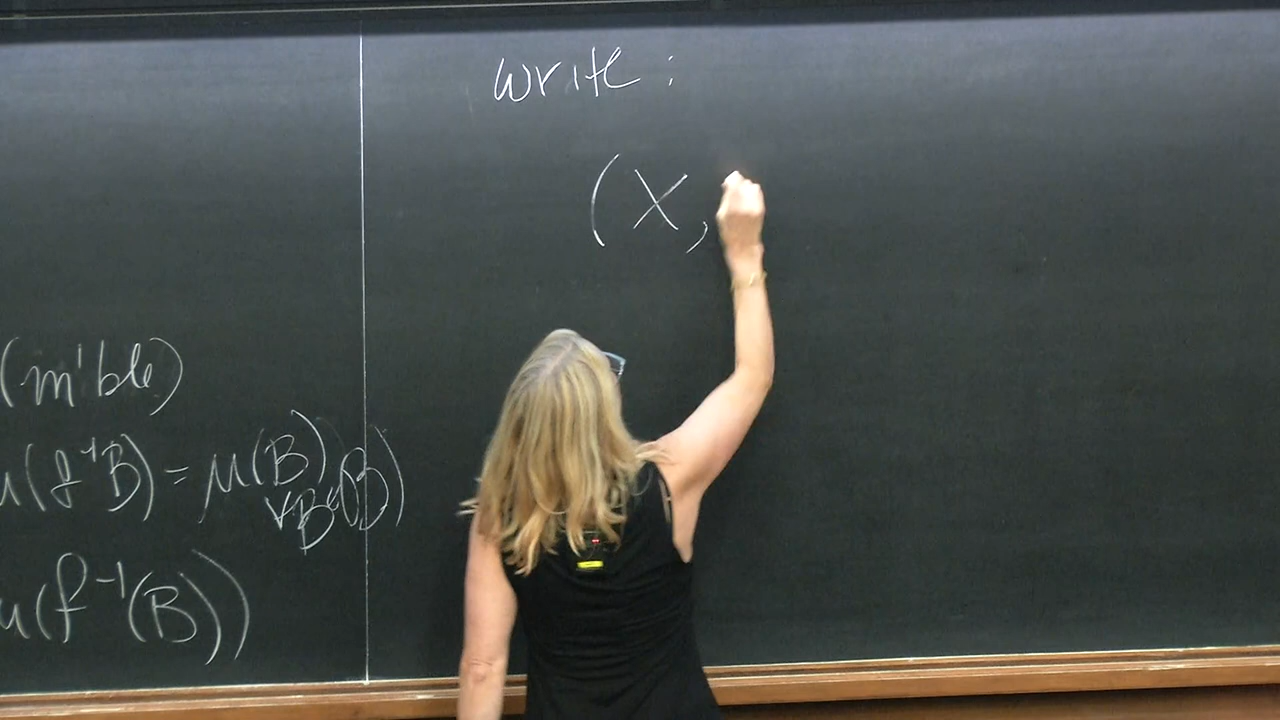 (m'ble)
μ(f⁻¹B) = μ(B)
∀B∈𝓑)
μ(f⁻¹(B))
write:
(X,